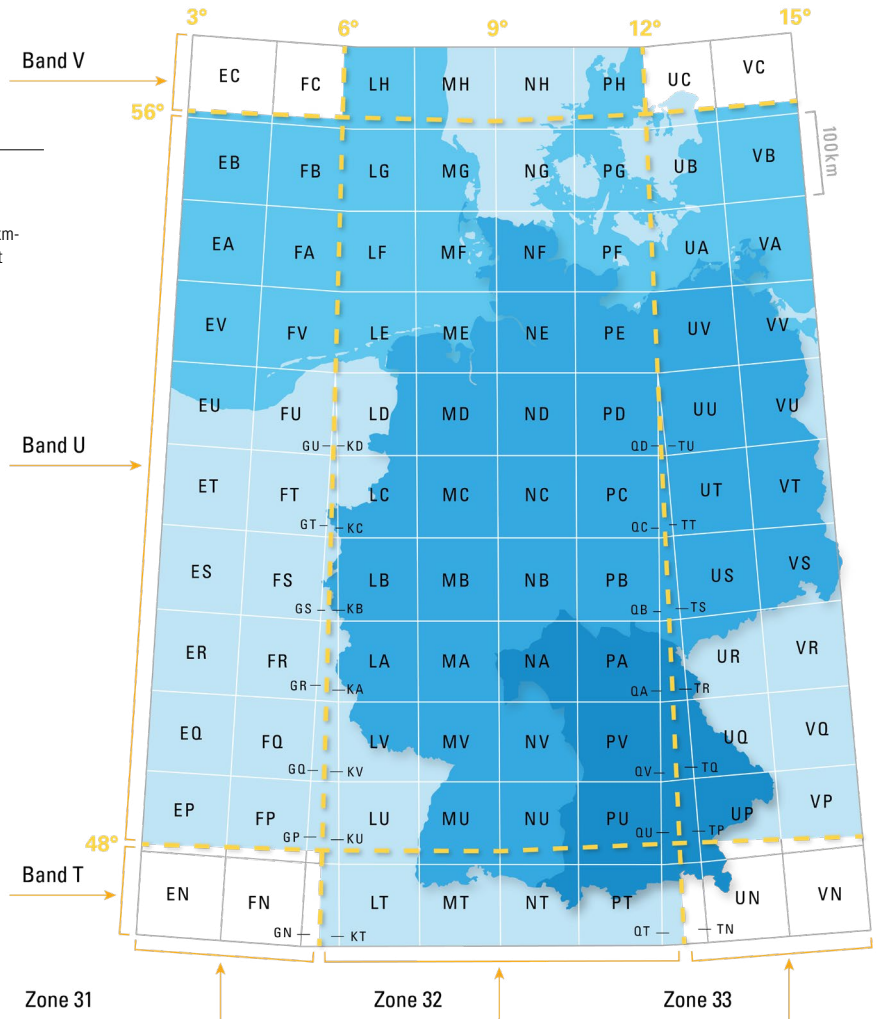 3° 6° 9° 12° 15°
Band V
EC FC LH MH NH PH UC VC
56°
100km
EB FB LG MG NG PG UB VB
km-
t
EA FA LF MF NF PF UA VA
EV FV LE ME NE PE UV VV
EU FU LD MD ND PD UU VU
Band U
GU KD QD TU
ET FT LC MC NC PC UT VT
GT KC QC TT
ES FS LB MB NB PB US VS
GS KB QB TS
ER FR LA MA NA PA UR VR
GR KA QA TR
EQ FQ LV MV NV PV UQ VQ
GQ KV QV TQ
EP FP LU MU NU PU UP VP
GP KU QU TP
48°
Band T
EN FN LT MT NT PT UN VN
GN KT QT TN
Zone 31 Zone 32 Zone 33